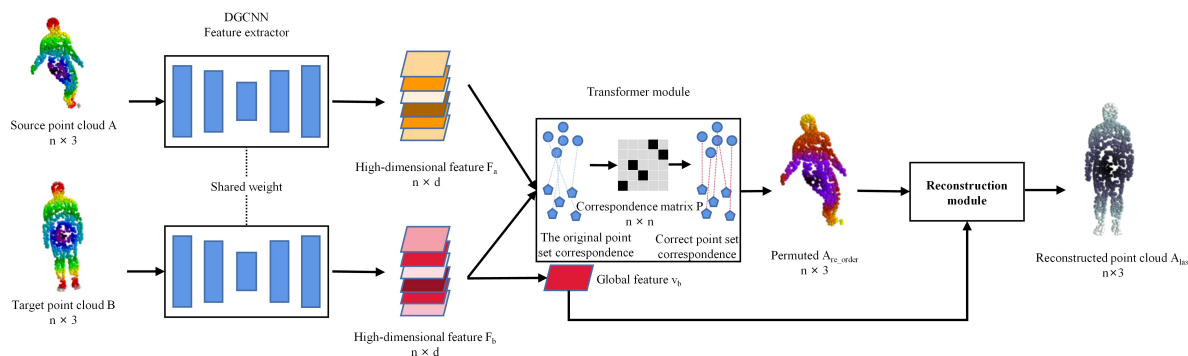 DGCNN
Feature extractor
Source point cloud A
n × 3
High-dimensional feature Fa
n × d
Shared weight
Target point cloud B
n × 3
High-dimensional feature Fb
n × d
Transformer module
Correspondence matrix P
n × n
The original point
set correspondence
Correct point set
correspondence
Global feature vb
Permuted Are_order
n × 3
Reconstruction
module
Reconstructed point cloud Alas
n×3